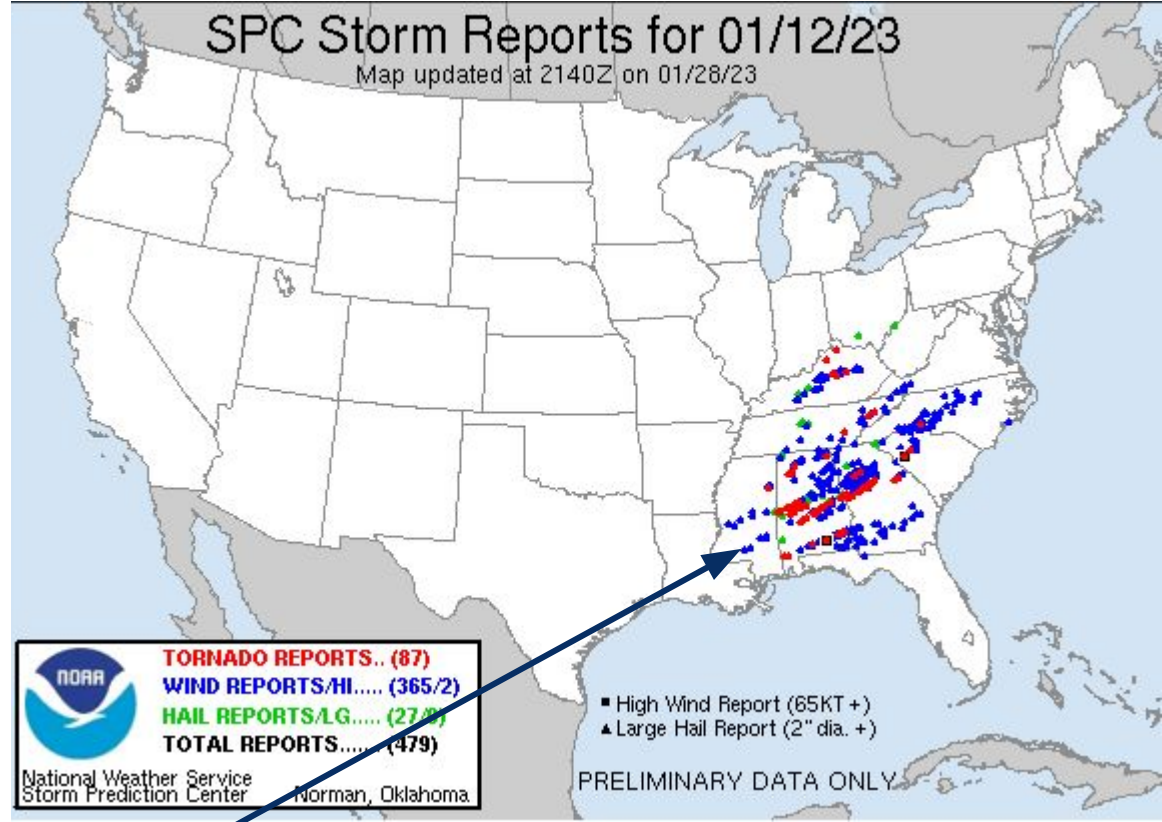 SPC Storm Reports for 01/12/23
Map updated at 2140Z on 01/28/23
NOAA
TORNADO REPORTS.. (87)
WIND REPORTS/HI..... (365/2)
HAIL REPORTS/LG..... (27/0)
TOTAL REPORTS...... (479)
National Weather Service
Storm Prediction Center Norman, Oklahoma
■ High Wind Report (65KT +)
▲ Large Hail Report (2" dia. +)
PRELIMINARY DATA ONLY